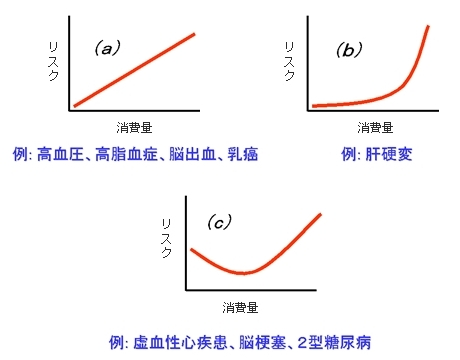 リスク
(a)
消費量
例: 高血圧、高脂血症、脳出血、乳癌
リスク
(b)
消費量
例: 肝硬変
リスク
(c)
消費量
例: 虚血性心疾患、脳梗塞、2型糖尿病